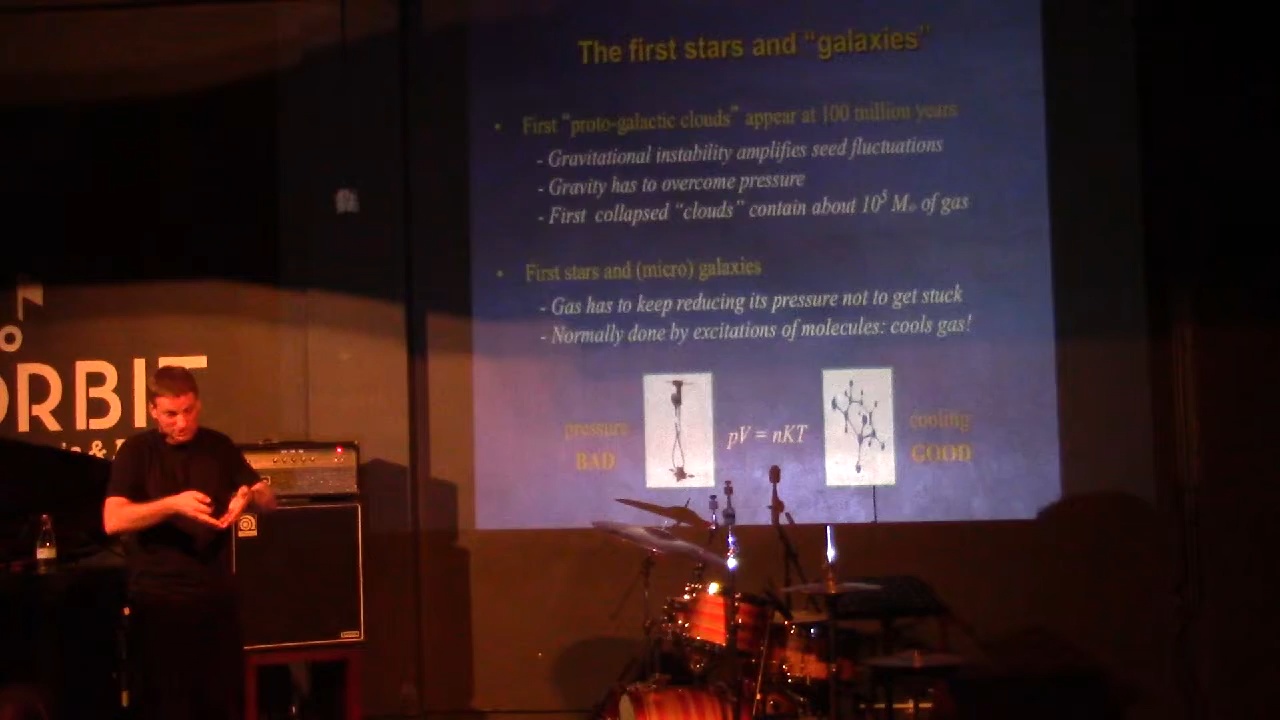 The first stars and “galaxies”
• First “proto-galactic clouds” appear at 100 million years
- Gravitational instability amplifies seed fluctuations
- Gravity has to overcome pressure
- First collapsed “clouds” contain about 10⁵ M☉ of gas
• First stars and (micro) galaxies
- Gas has to keep reducing its pressure not to get stuck
- Normally done by excitations of molecules: cools gas!
pressure
BAD
pV = nKT
cooling
GOOD
ORBIT
&